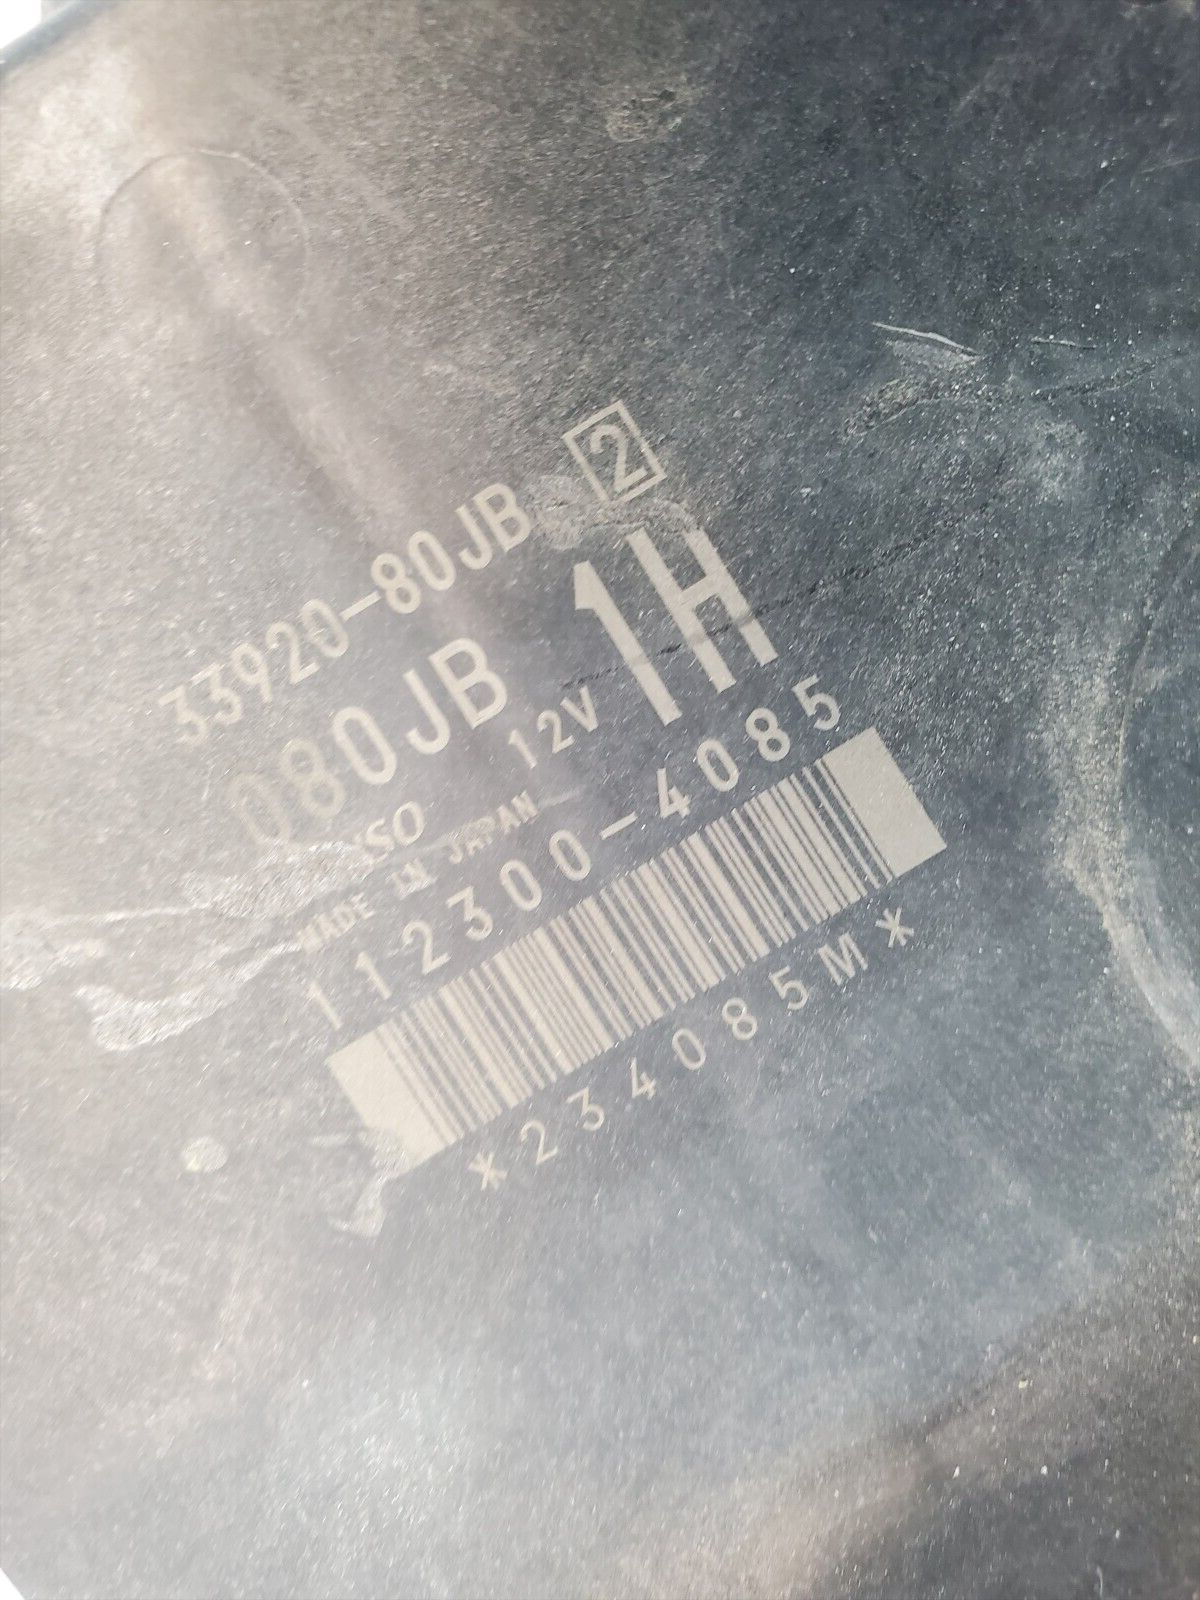 33920-80JB 2
080JB 1H
12V
MADE IN JAPAN
112300-4085
*234085M*